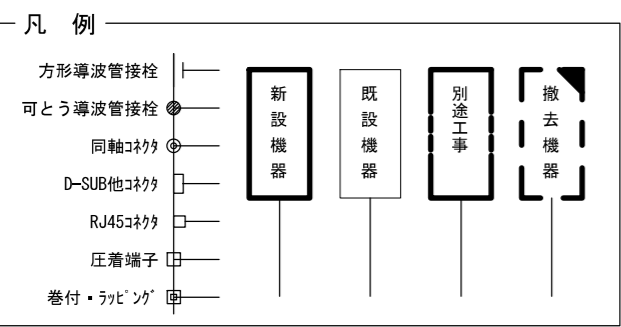 凡 例
方形導波管接栓
可とう導波管接栓
同軸ｺﾈｸﾀ
D-SUB他ｺﾈｸﾀ
RJ45ｺﾈｸﾀ
圧着端子
巻付・ﾗｯﾋﾟﾝｸﾞ
新設機器
既設機器
別途工事
撤去機器